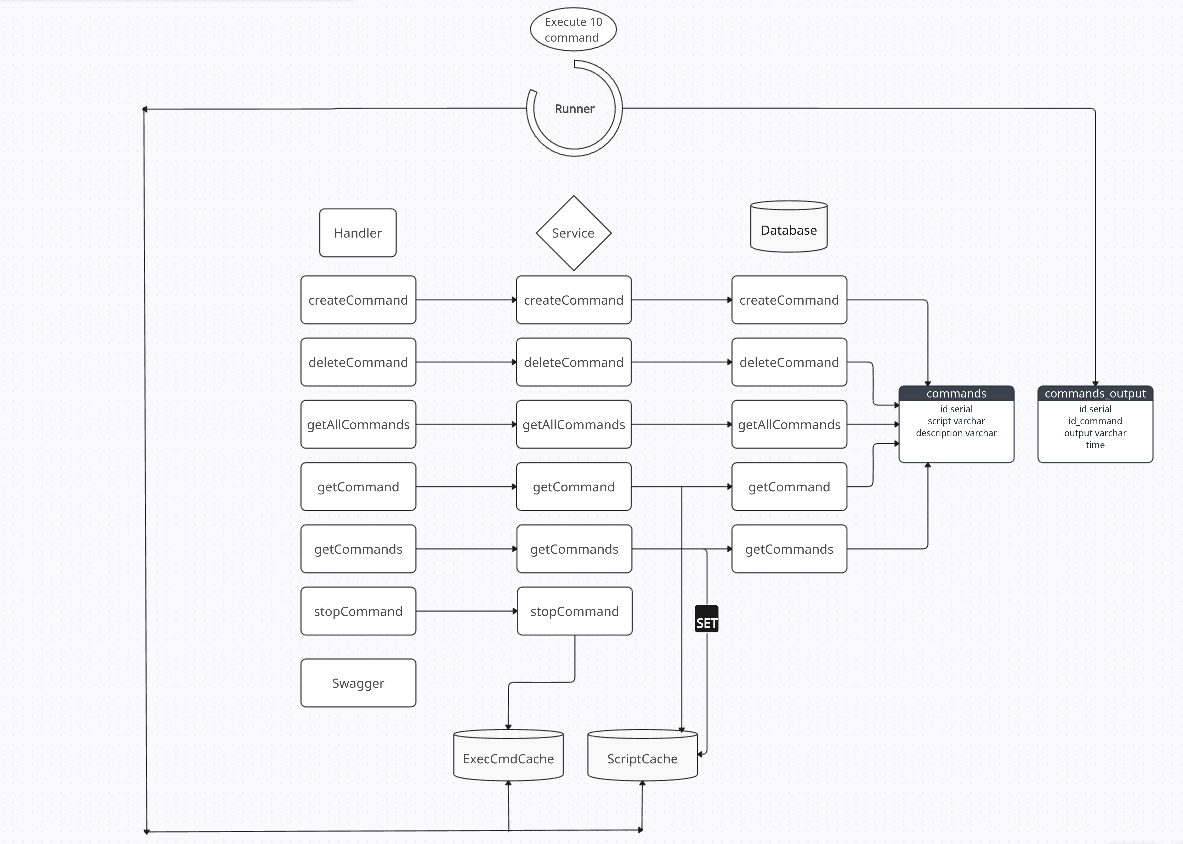 Execute 10
command
Runner
Handler
Service
Database
createCommand
createCommand
createCommand
deleteCommand
deleteCommand
deleteCommand
commands
id serial
script varchar
description varchar
commands_output
id serial
id_command
output varchar
time
getAllCommands
getAllCommands
getAllCommands
getCommand
getCommand
getCommand
getCommands
getCommands
getCommands
stopCommand
stopCommand
SET
Swagger
ExecCmdCache
ScriptCache